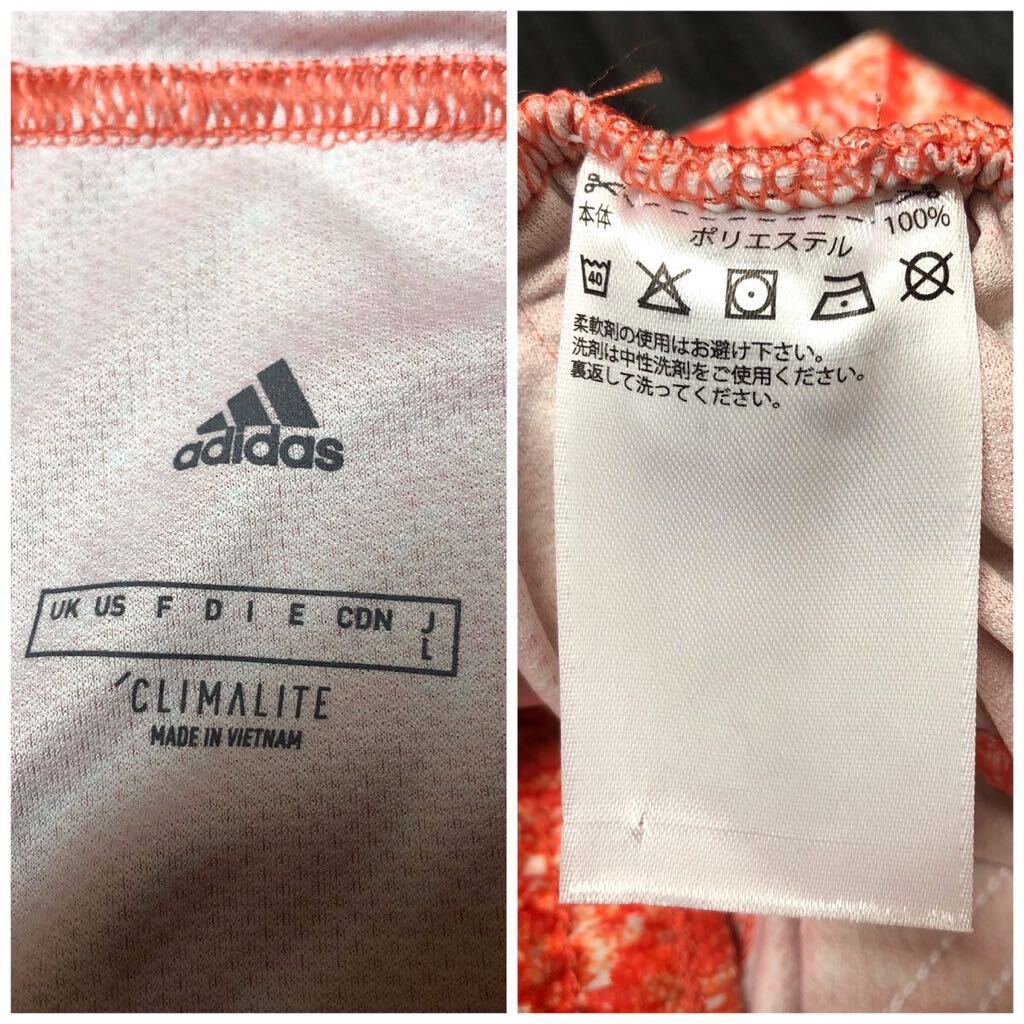 adidas
UK US F D I E CDN J
L
CLIMALITE
MADE IN VIETNAM
本体 100%
ポリエステル
40
柔軟剤の使用はお避け下さい。
洗剤は中性洗剤をご使用ください。
裏返して洗ってください。